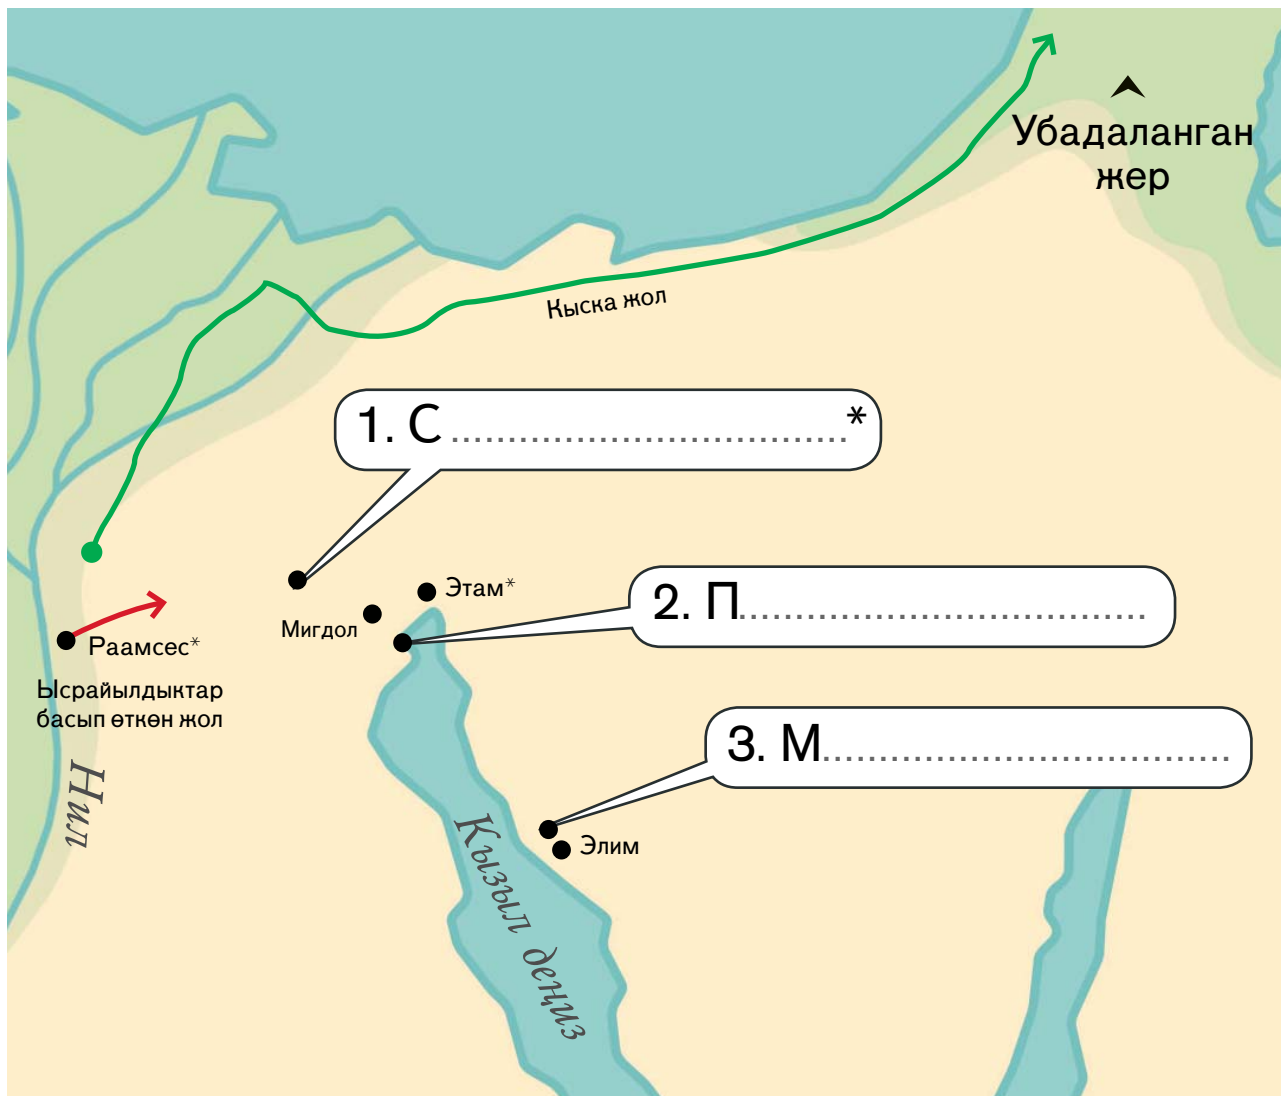 Убадаланган
жер
Кыска жол
1. С..................................*
Этам*
2. П...................................
Мигдол
Раамсес*
Ысрайылдыктар
басып өткөн жол
3. М...................................
Нил
Элим
Кызыл деңиз